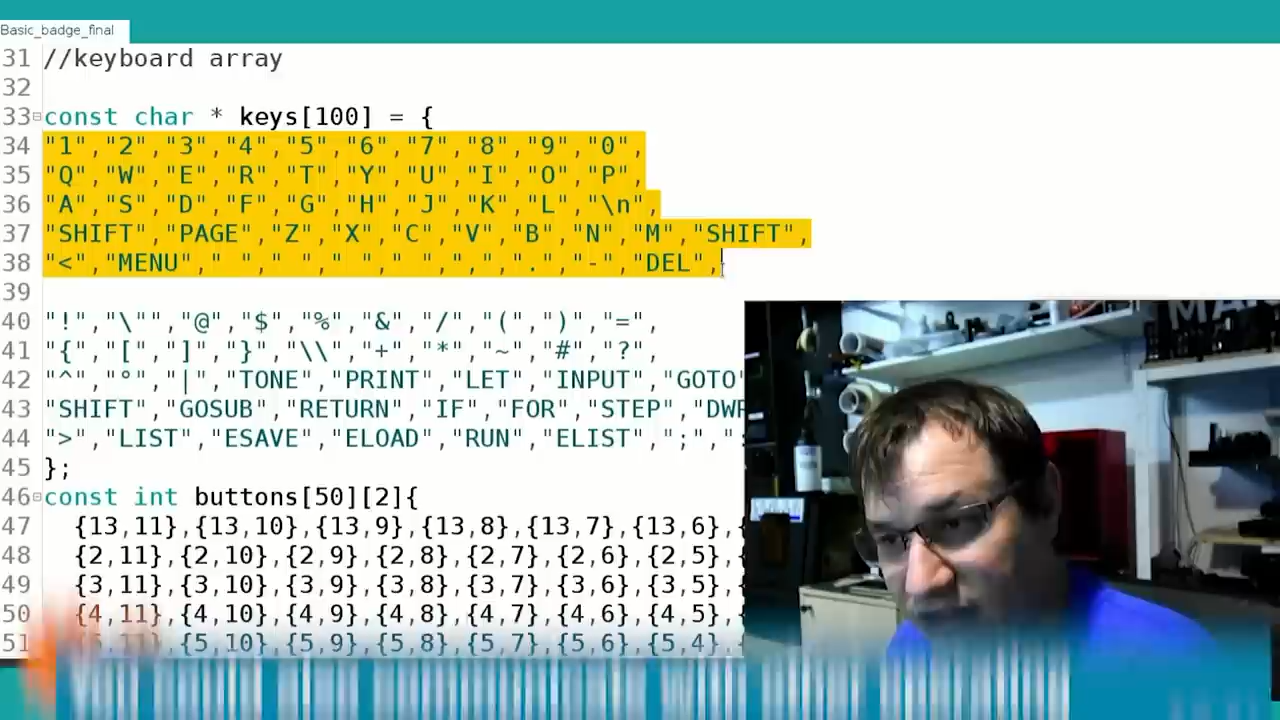 Basic_badge_final
31 //keyboard array
32
33 const char * keys[100] = {
34 "1","2","3","4","5","6","7","8","9","0",
35 "Q","W","E","R","T","Y","U","I","O","P",
36 "A","S","D","F","G","H","J","K","L","\n",
37 "SHIFT","PAGE","Z","X","C","V","B","N","M","SHIFT",
38 "<","MENU"," "," "," "," ",",",".","-","DEL",
39
40 "!","\"","@","$","%","&","/","(",")","=",
41 "{","[","]","}","\\","+","*","~","#","?",
42 "^","°","|","TONE","PRINT","LET","INPUT","GOTO"
43 "SHIFT","GOSUB","RETURN","IF","FOR","STEP","DWR
44 ">","LIST","ESAVE","ELOAD","RUN","ELIST",";",":
45 };
46 const int buttons[50][2]{
47 {13,11},{13,10},{13,9},{13,8},{13,7},{13,6},{
48 {2,11},{2,10},{2,9},{2,8},{2,7},{2,6},{2,5},{
49 {3,11},{3,10},{3,9},{3,8},{3,7},{3,6},{3,5},{
50 {4,11},{4,10},{4,9},{4,8},{4,7},{4,6},{4,5},{
51 {5,11},{5,10},{5,9},{5,8},{5,7},{5,6},{5,4},{